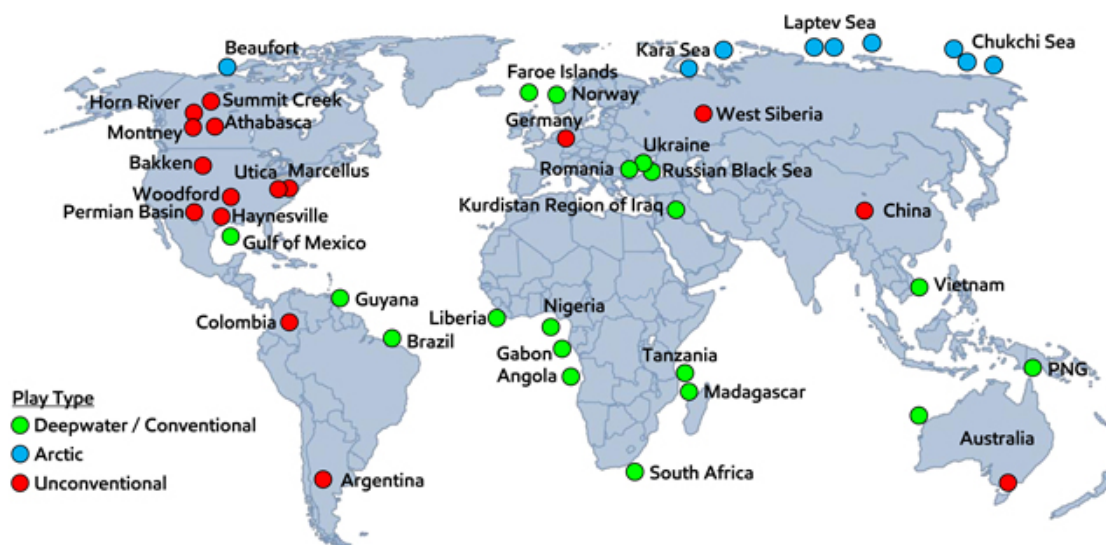 Laptev Sea
Beaufort
Kara Sea
Chukchi Sea
Faroe Islands
Horn River
Summit Creek
Norway
Montney
Athabasca
Germany
West Siberia
Bakken
Utica
Marcellus
Ukraine
Romania
Russian Black Sea
Woodford
Permian Basin
Haynesville
Kurdistan Region of Iraq
China
Gulf of Mexico
Vietnam
Guyana
Colombia
Liberia
Nigeria
Brazil
Gabon
Tanzania
Angola
PNG
Madagascar
Play Type
Deepwater / Conventional
Arctic
Unconventional
Australia
Argentina
South Africa